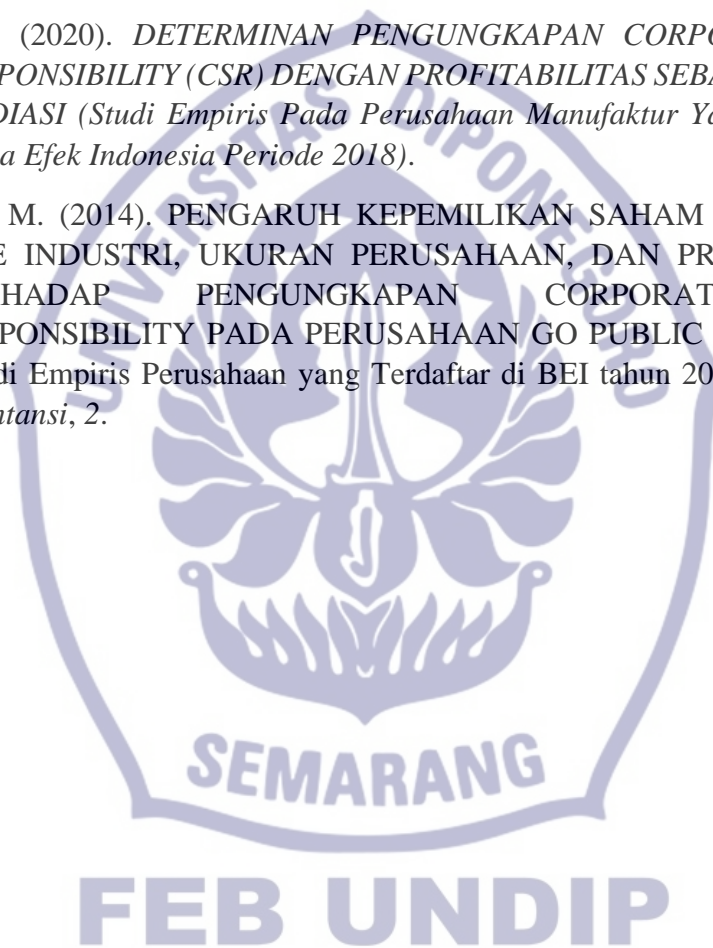 (2020). DETERMINAN PENGUNGKAPAN CORPO
PONSIBILITY (CSR) DENGAN PROFITABILITAS SEBA
DIASI (Studi Empiris Pada Perusahaan Manufaktur Ya
a Efek Indonesia Periode 2018).
M. (2014). PENGARUH KEPEMILIKAN SAHAM
E INDUSTRI, UKURAN PERUSAHAAN, DAN PR
HADAP PENGUNGKAPAN CORPORAT
PONSIBILITY PADA PERUSAHAAN GO PUBLIC
di Empiris Perusahaan yang Terdaftar di BEI tahun 20
ntansi, 2.
UNIVERSITAS DIPONEGORO
SEMARANG
FEB UNDIP